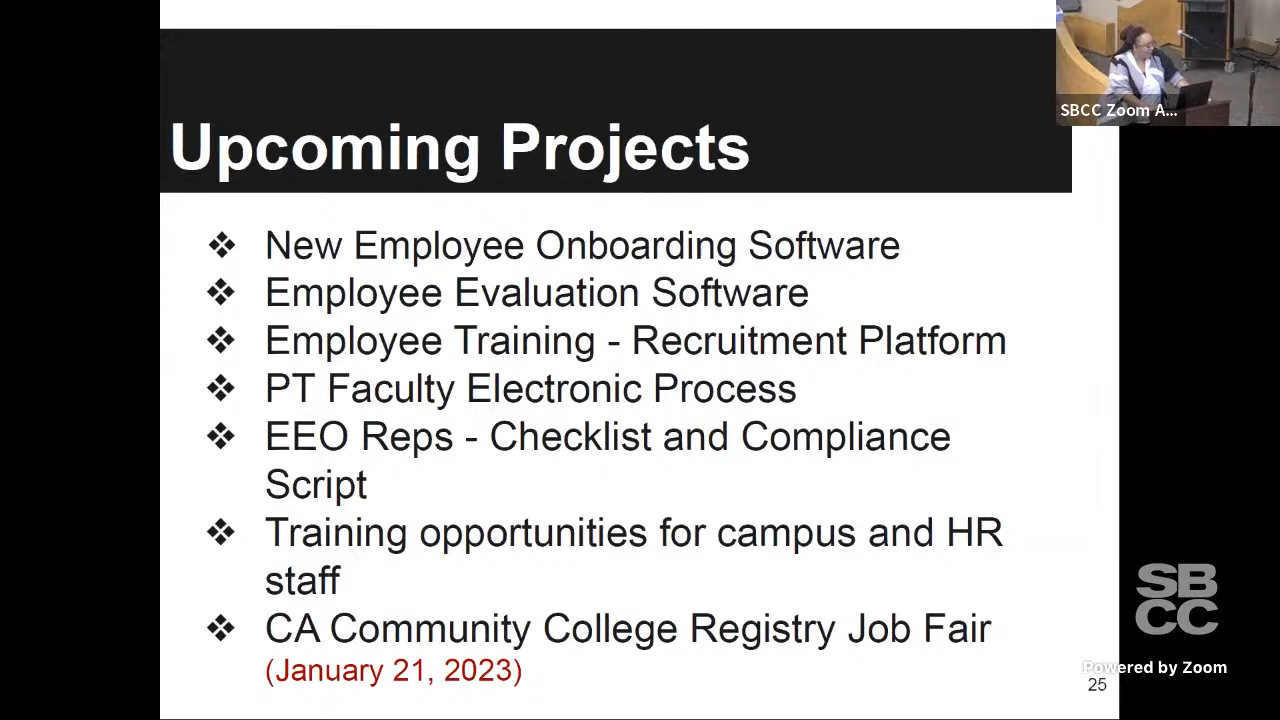 SBCC Zoom A...
Upcoming Projects
❖ New Employee Onboarding Software
❖ Employee Evaluation Software
❖ Employee Training - Recruitment Platform
❖ PT Faculty Electronic Process
❖ EEO Reps - Checklist and Compliance
Script
❖ Training opportunities for campus and HR
staff
❖ CA Community College Registry Job Fair
(January 21, 2023)
SB
CC
Powered by Zoom
25